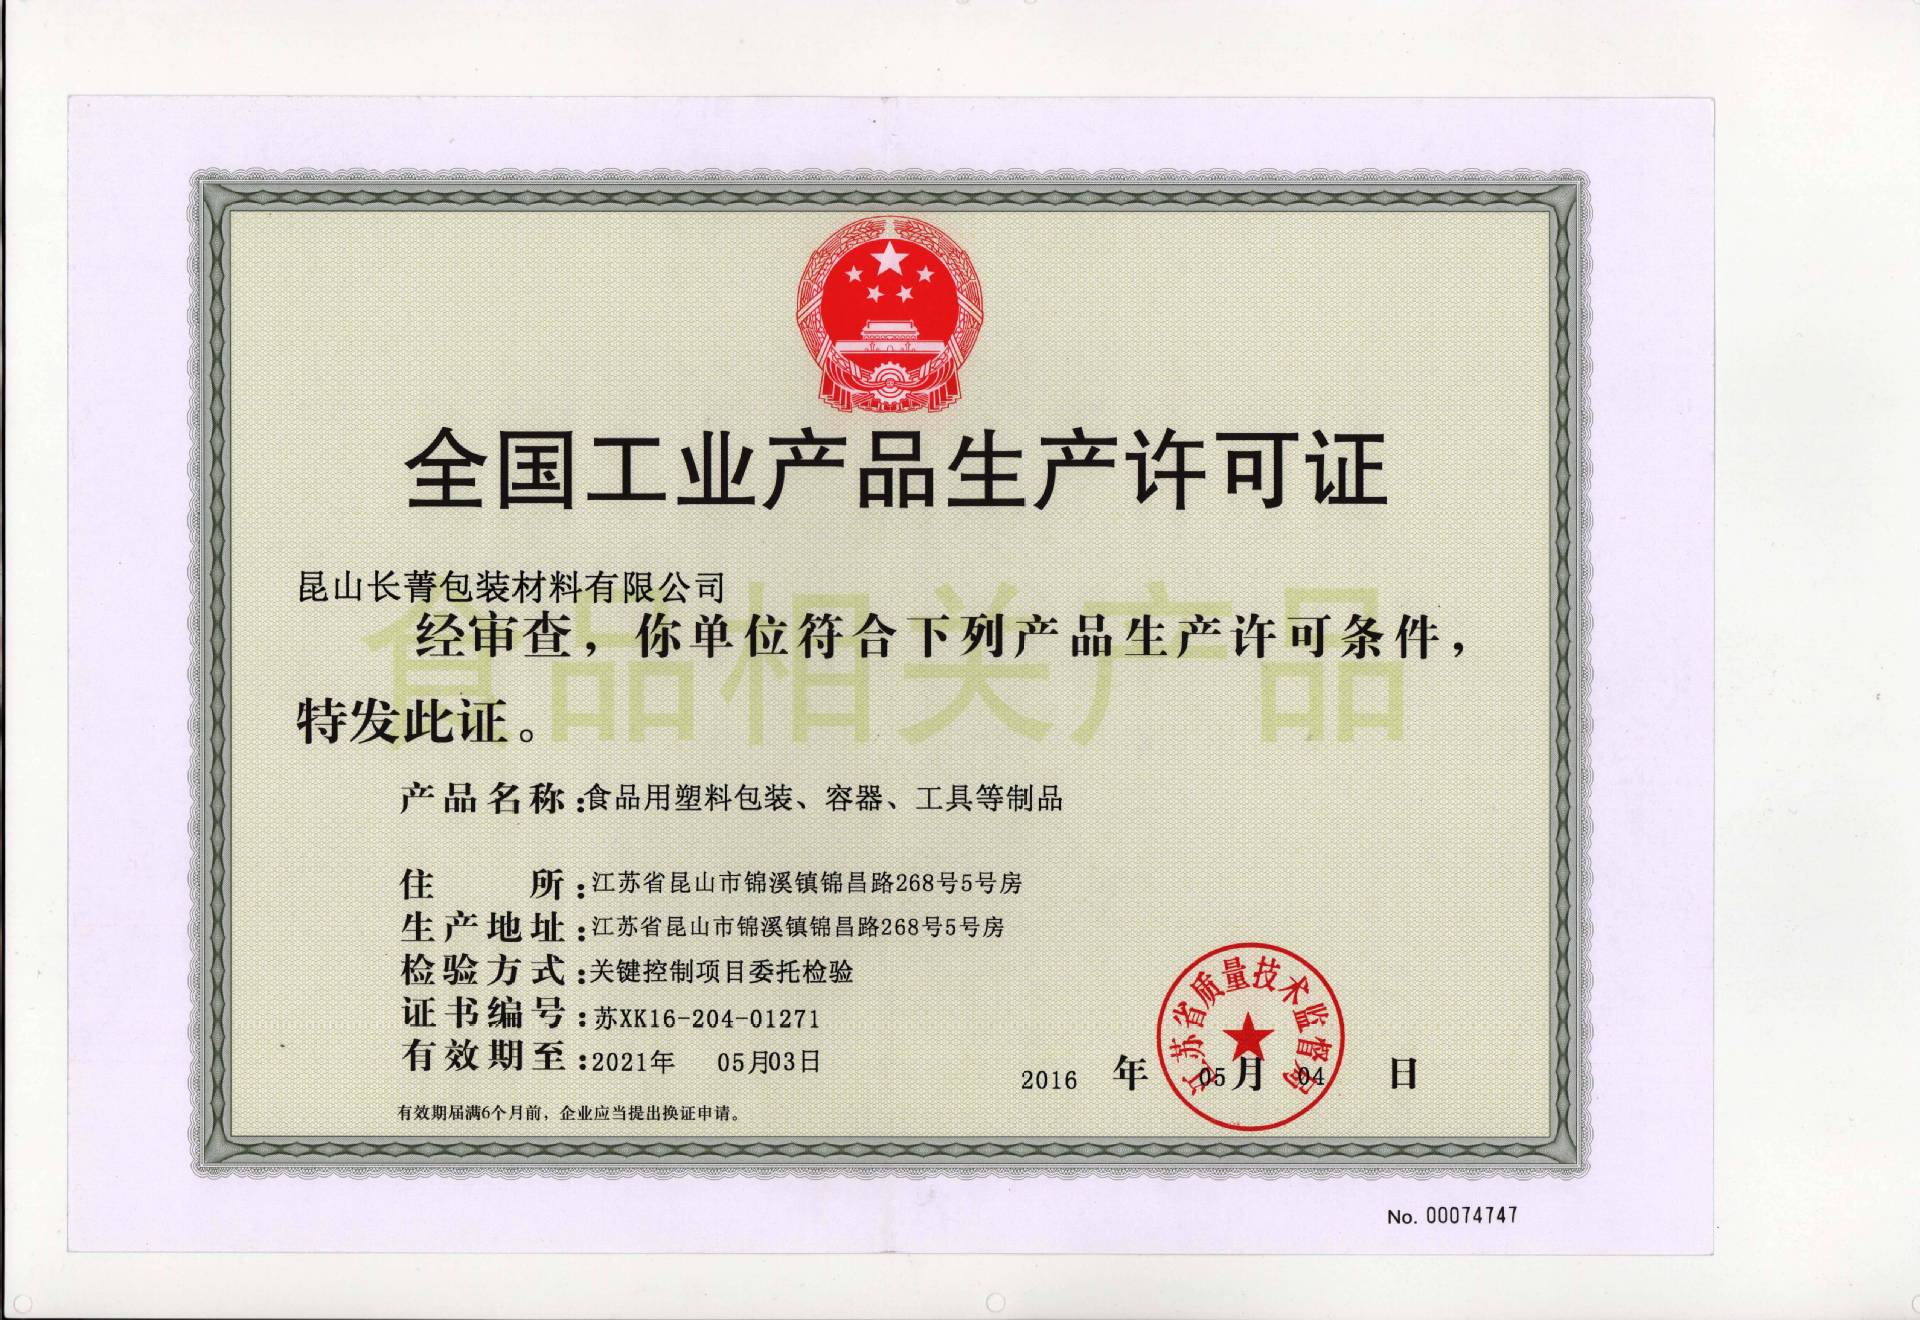 全国工业产品生产许可证
昆山长菁包装材料有限公司
食品相关产品
经审查，你单位符合下列产品生产许可条件，
特发此证。
产品名称：食品用塑料包装、容器、工具等制品
住所：江苏省昆山市锦溪镇锦昌路268号5号房
生产地址：江苏省昆山市锦溪镇锦昌路268号5号房
检验方式：关键控制项目委托检验
证书编号：苏XK16-204-01271
有效期至：2021年 05月03日
江苏省质量技术监督局
2016 年 05月 04 日
有效期届满6个月前，企业应当提出换证申请。
No. 00074747